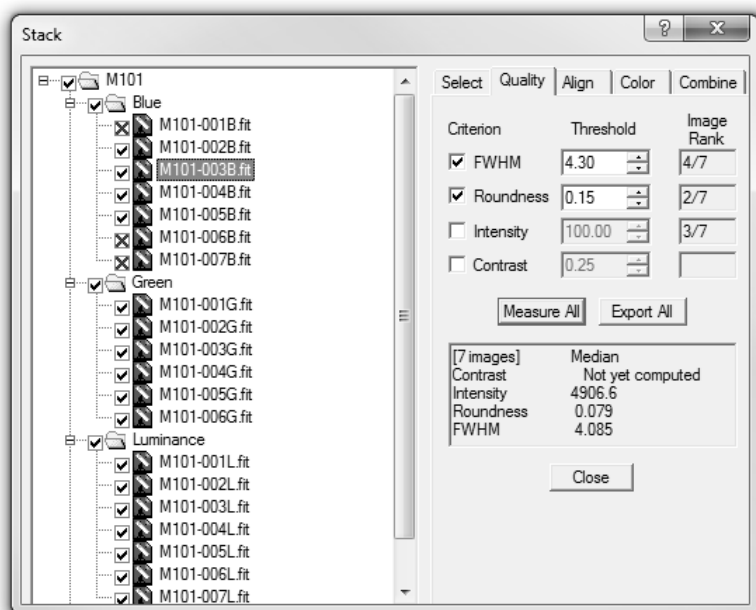 Stack
M101
Blue
M101-001B.fit
M101-002B.fit
M101-003B.fit
M101-004B.fit
M101-005B.fit
M101-006B.fit
M101-007B.fit
Green
M101-001G.fit
M101-002G.fit
M101-003G.fit
M101-004G.fit
M101-005G.fit
M101-006G.fit
Luminance
M101-001L.fit
M101-002L.fit
M101-003L.fit
M101-004L.fit
M101-005L.fit
M101-006L.fit
M101-007L.fit
Select Quality Align Color Combine
Criterion Threshold Image Rank
FWHM 4.30 4/7
Roundness 0.15 2/7
Intensity 100.00 3/7
Contrast 0.25
Measure All Export All
[7 images] Median
Contrast Not yet computed
Intensity 4906.6
Roundness 0.079
FWHM 4.085
Close